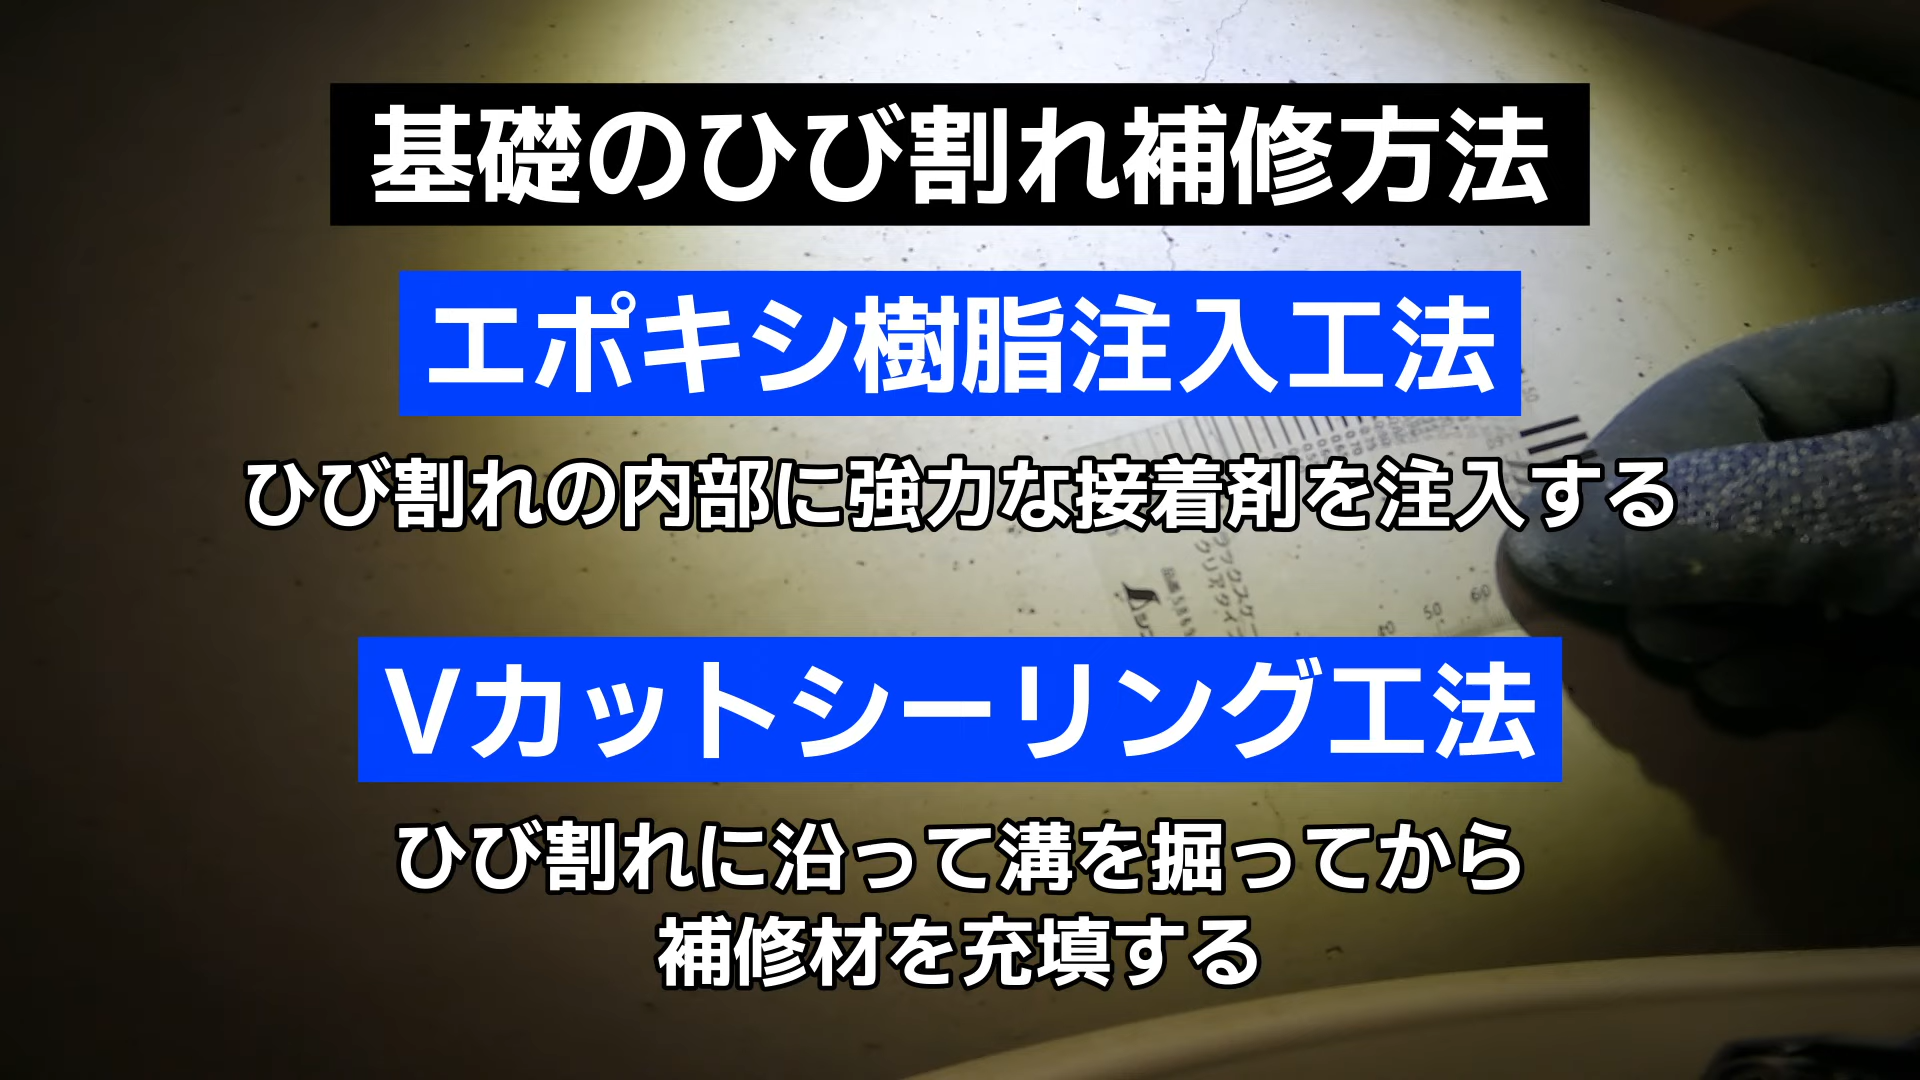 基礎のひび割れ補修方法
エポキシ樹脂注入工法
ひび割れの内部に強力な接着剤を注入する
Vカットシーリング工法
ひび割れに沿って溝を掘ってから
補修材を充填する
50
60